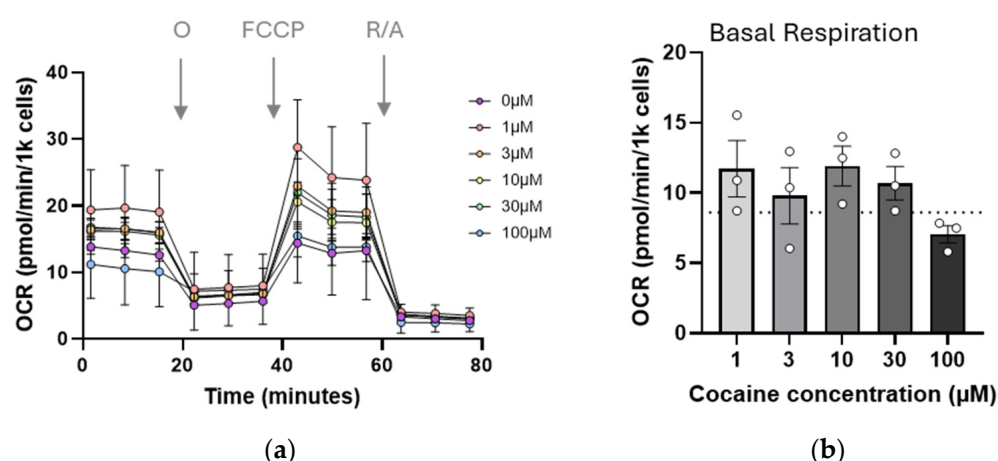 O FCCP R/A
40
30
20
10
0
OCR (pmol/min/1k cells)
0 20 40 60 80
Time (minutes)
0μM
1μM
3μM
10μM
30μM
100μM
(a)
Basal Respiration
20
15
10
5
0
OCR (pmol/min/1k cells)
1 3 10 30 100
Cocaine concentration (μM)
(b)